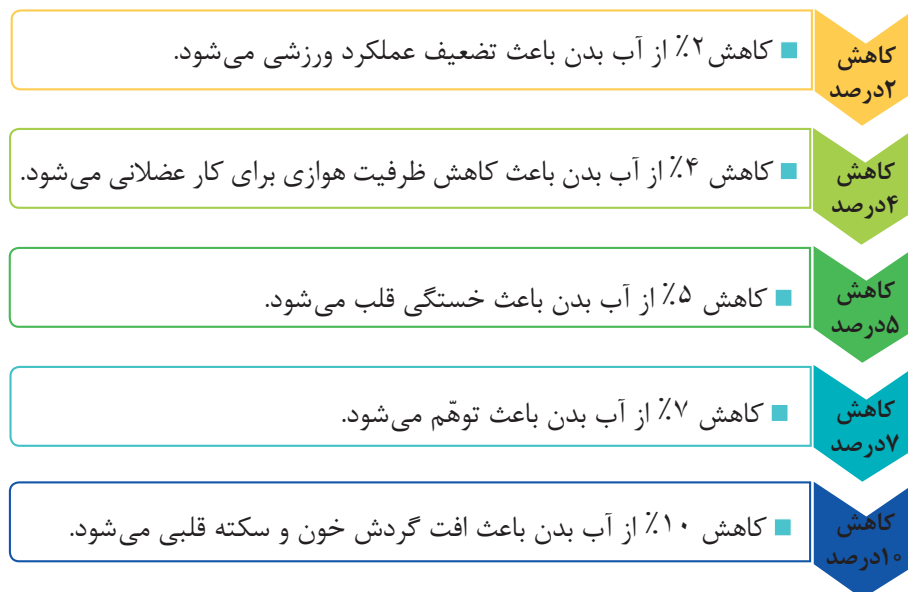 کاهش
۲درصد
■ کاهش ۲٪ از آب بدن باعث تضعیف عملکرد ورزشی می‌شود.
کاهش
۴درصد
■ کاهش ۴٪ از آب بدن باعث کاهش ظرفیت هوازی برای کار عضلانی می‌شود.
کاهش
۵درصد
■ کاهش ۵٪ از آب بدن باعث خستگی قلب می‌شود.
کاهش
۷درصد
■ کاهش ۷٪ از آب بدن باعث توهّم می‌شود.
کاهش
۱۰درصد
■ کاهش ۱۰٪ از آب بدن باعث افت گردش خون و سکته قلبی می‌شود.